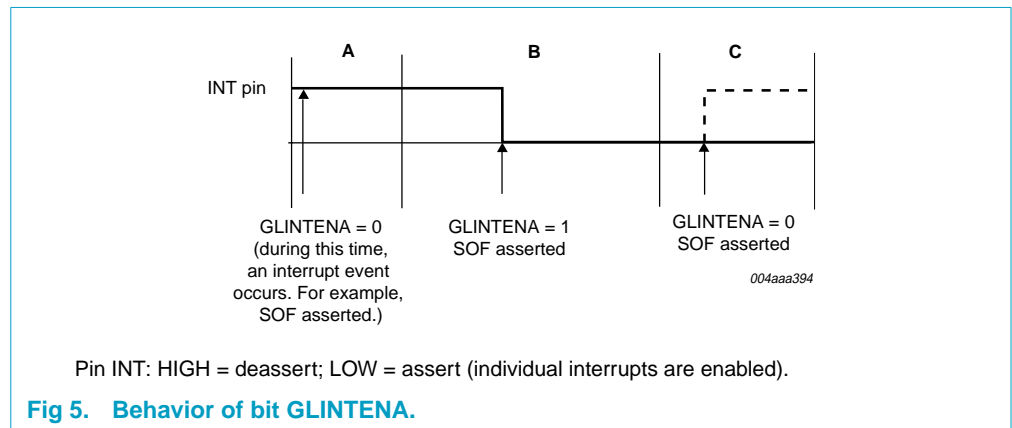 A
B
C
INT pin
GLINTENA = 0
(during this time,
an interrupt event
occurs. For example,
SOF asserted.)
GLINTENA = 1
SOF asserted
GLINTENA = 0
SOF asserted
004aaa394
Pin INT: HIGH = deassert; LOW = assert (individual interrupts are enabled).
Fig 5. Behavior of bit GLINTENA.